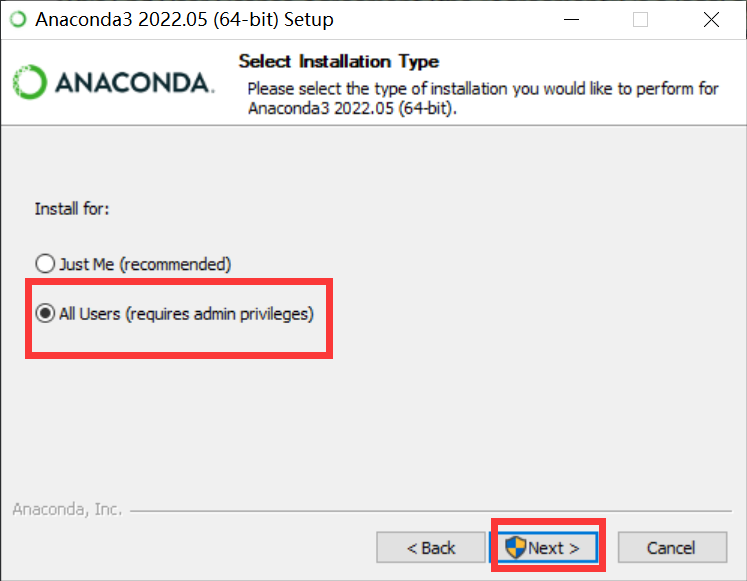 Anaconda3 2022.05 (64-bit) Setup
ANACONDA.
Select Installation Type
Please select the type of installation you would like to perform for
Anaconda3 2022.05 (64-bit).
Install for:
Just Me (recommended)
All Users (requires admin privileges)
Anaconda, Inc.
< Back
Next >
Cancel